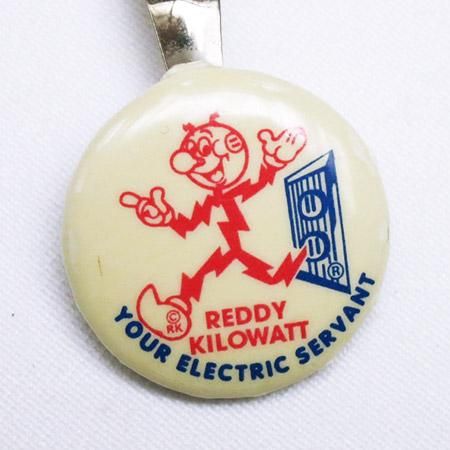 ®
©
RK
REDDY
KILOWATT
YOUR ELECTRIC SERVANT